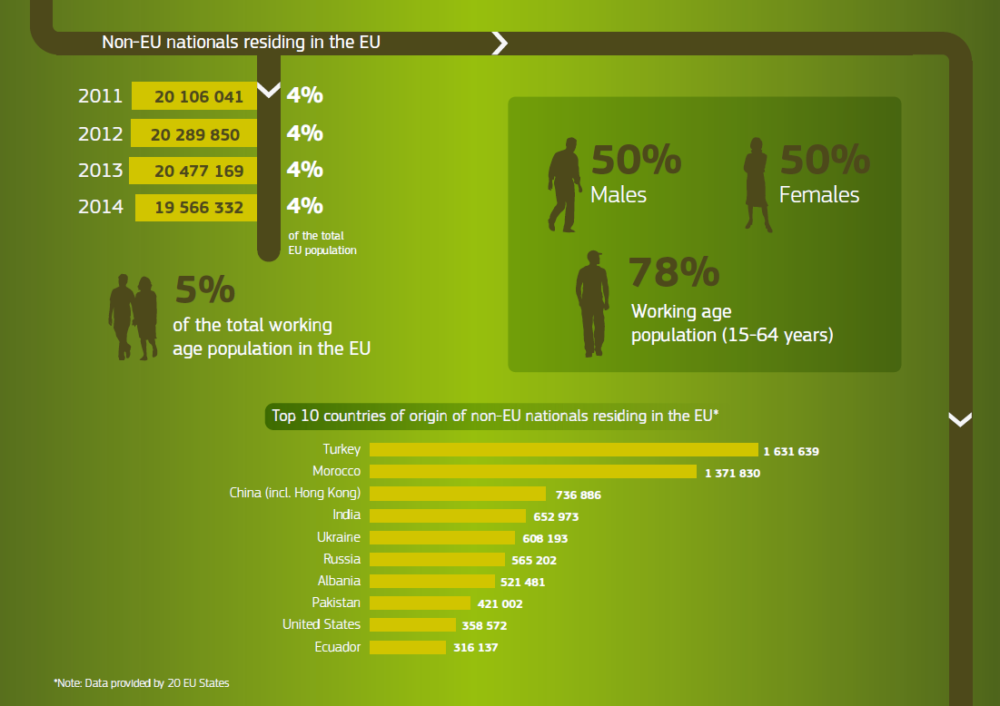 Non-EU nationals residing in the EU
2011 20 106 041 4%
2012 20 289 850 4%
2013 20 477 169 4%
2014 19 566 332 4%
of the total
EU population
5%
of the total working
age population in the EU
50%
Males
50%
Females
78%
Working age
population (15-64 years)
Top 10 countries of origin of non-EU nationals residing in the EU*
Turkey 1 631 639
Morocco 1 371 830
China (incl. Hong Kong) 736 886
India 652 973
Ukraine 608 193
Russia 565 202
Albania 521 481
Pakistan 421 002
United States 358 572
Ecuador 316 137
*Note: Data provided by 20 EU States